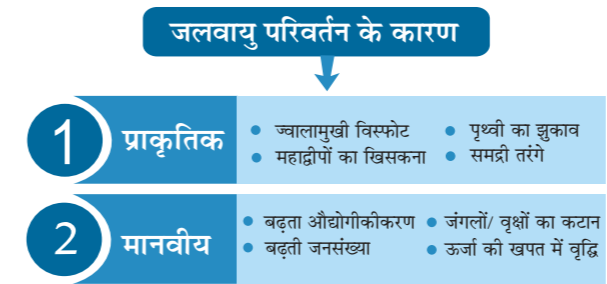 जलवायु परिवर्तन के कारण
1 प्राकृतिक
• ज्वालामुखी विस्फोट • पृथ्वी का झुकाव
• महाद्वीपों का खिसकना • समद्री तरंगे
2 मानवीय
• बढ़ता औद्योगीकीकरण • जंगलों/ वृक्षों का कटान
• बढ़ती जनसंख्या • ऊर्जा की खपत में वृद्धि